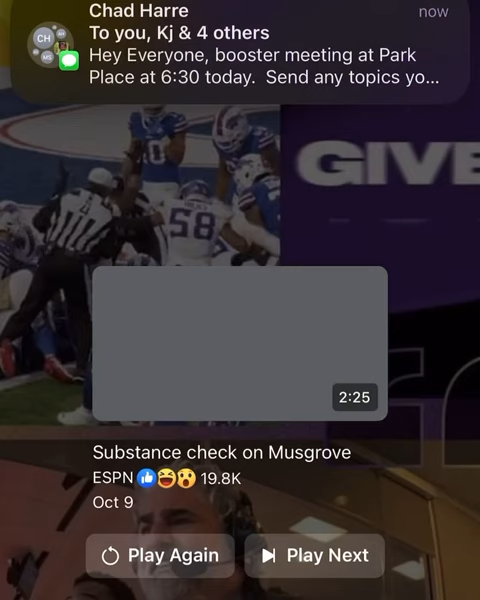 Chad Harre
now
To you, Kj & 4 others
Hey Everyone, booster meeting at Park
Place at 6:30 today.  Send any topics yo...
CH
AH
MS
GIVE
58
2:25
Substance check on Musgrove
ESPN 19.8K
Oct 9
Play Again
Play Next